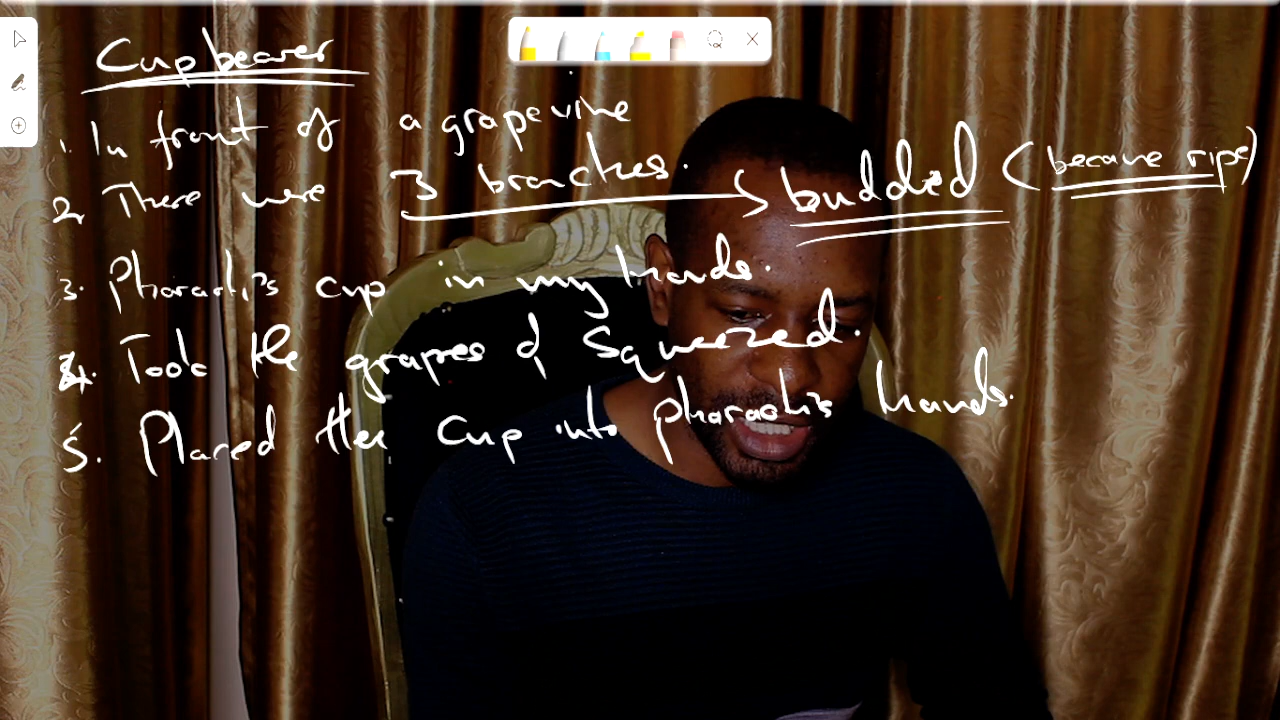 Cupbearer
1. In front of a grapevine
2. There were 3 branches. → budded (became ripe)
3. Pharaoh's cup in my hands.
4. Took the grapes & squeezed.
5. Placed the cup into pharaoh's hands.